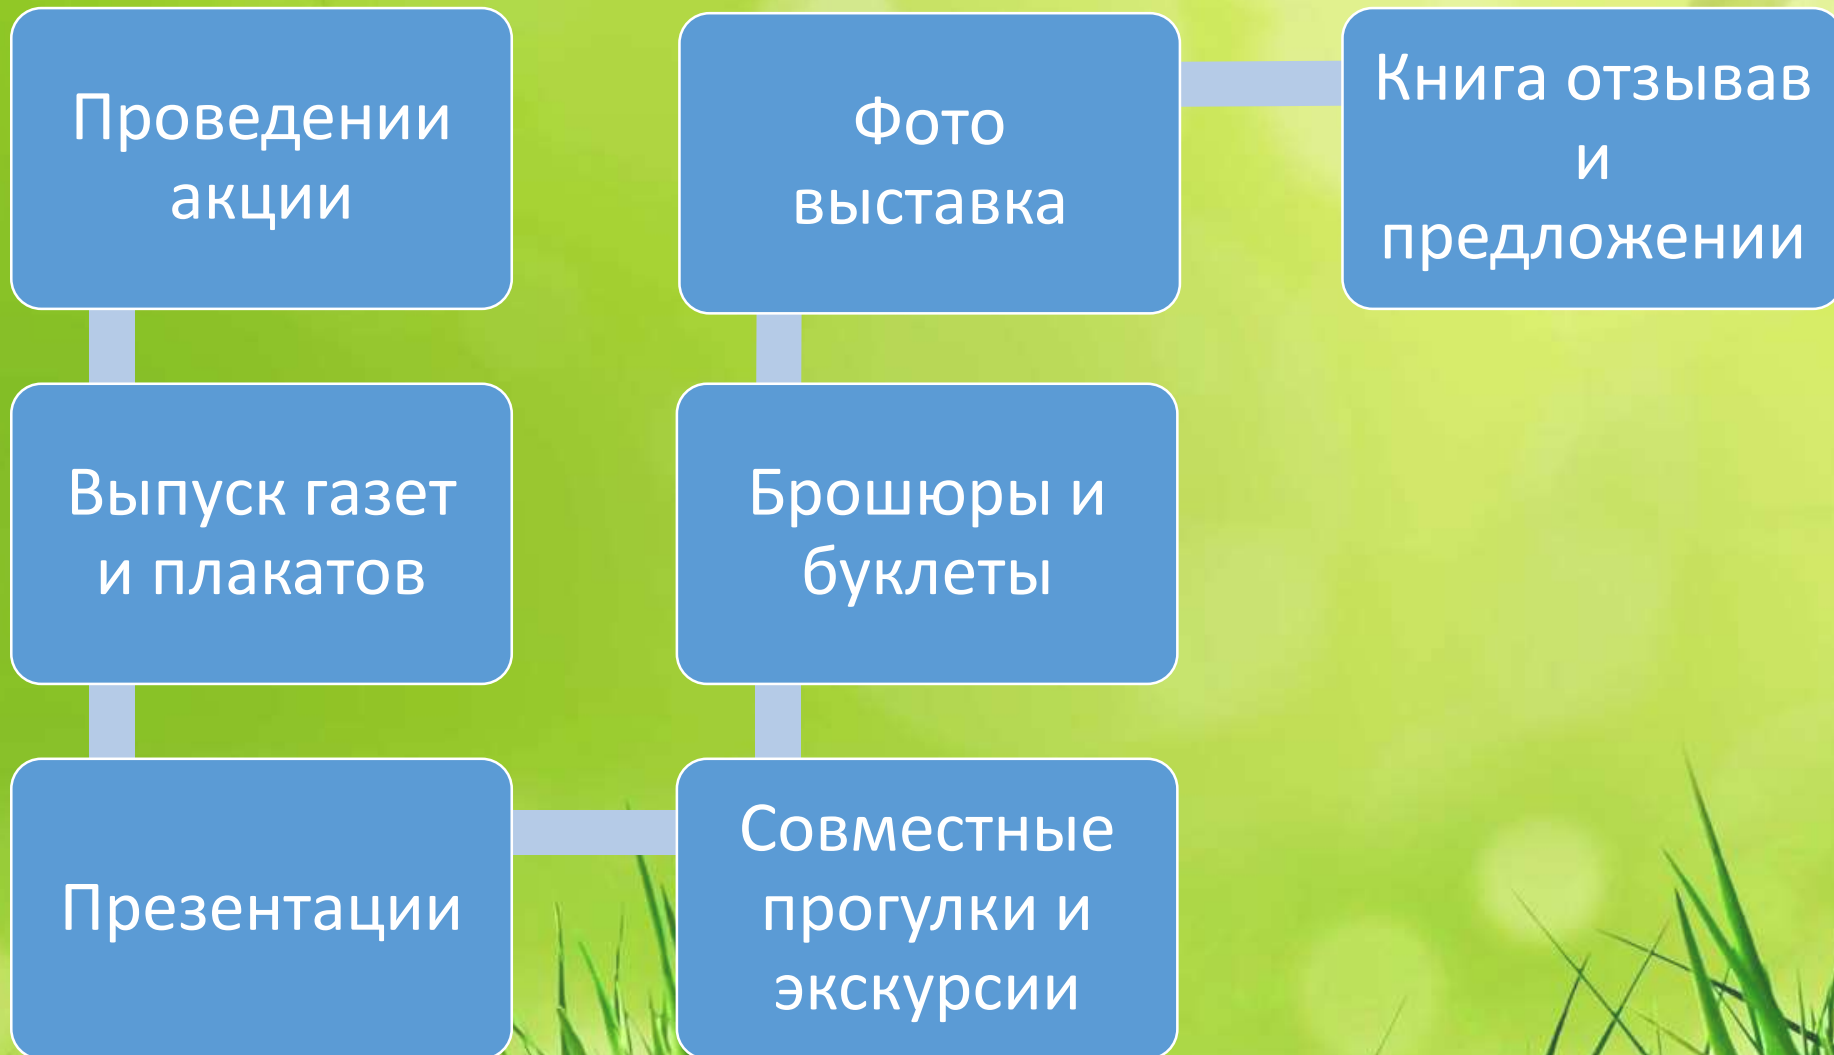 Проведении
акции
Выпуск газет
и плакатов
Презентации
Совместные
прогулки и
экскурсии
Брошюры и
буклеты
Фото
выставка
Книга отзывав
и
предложении